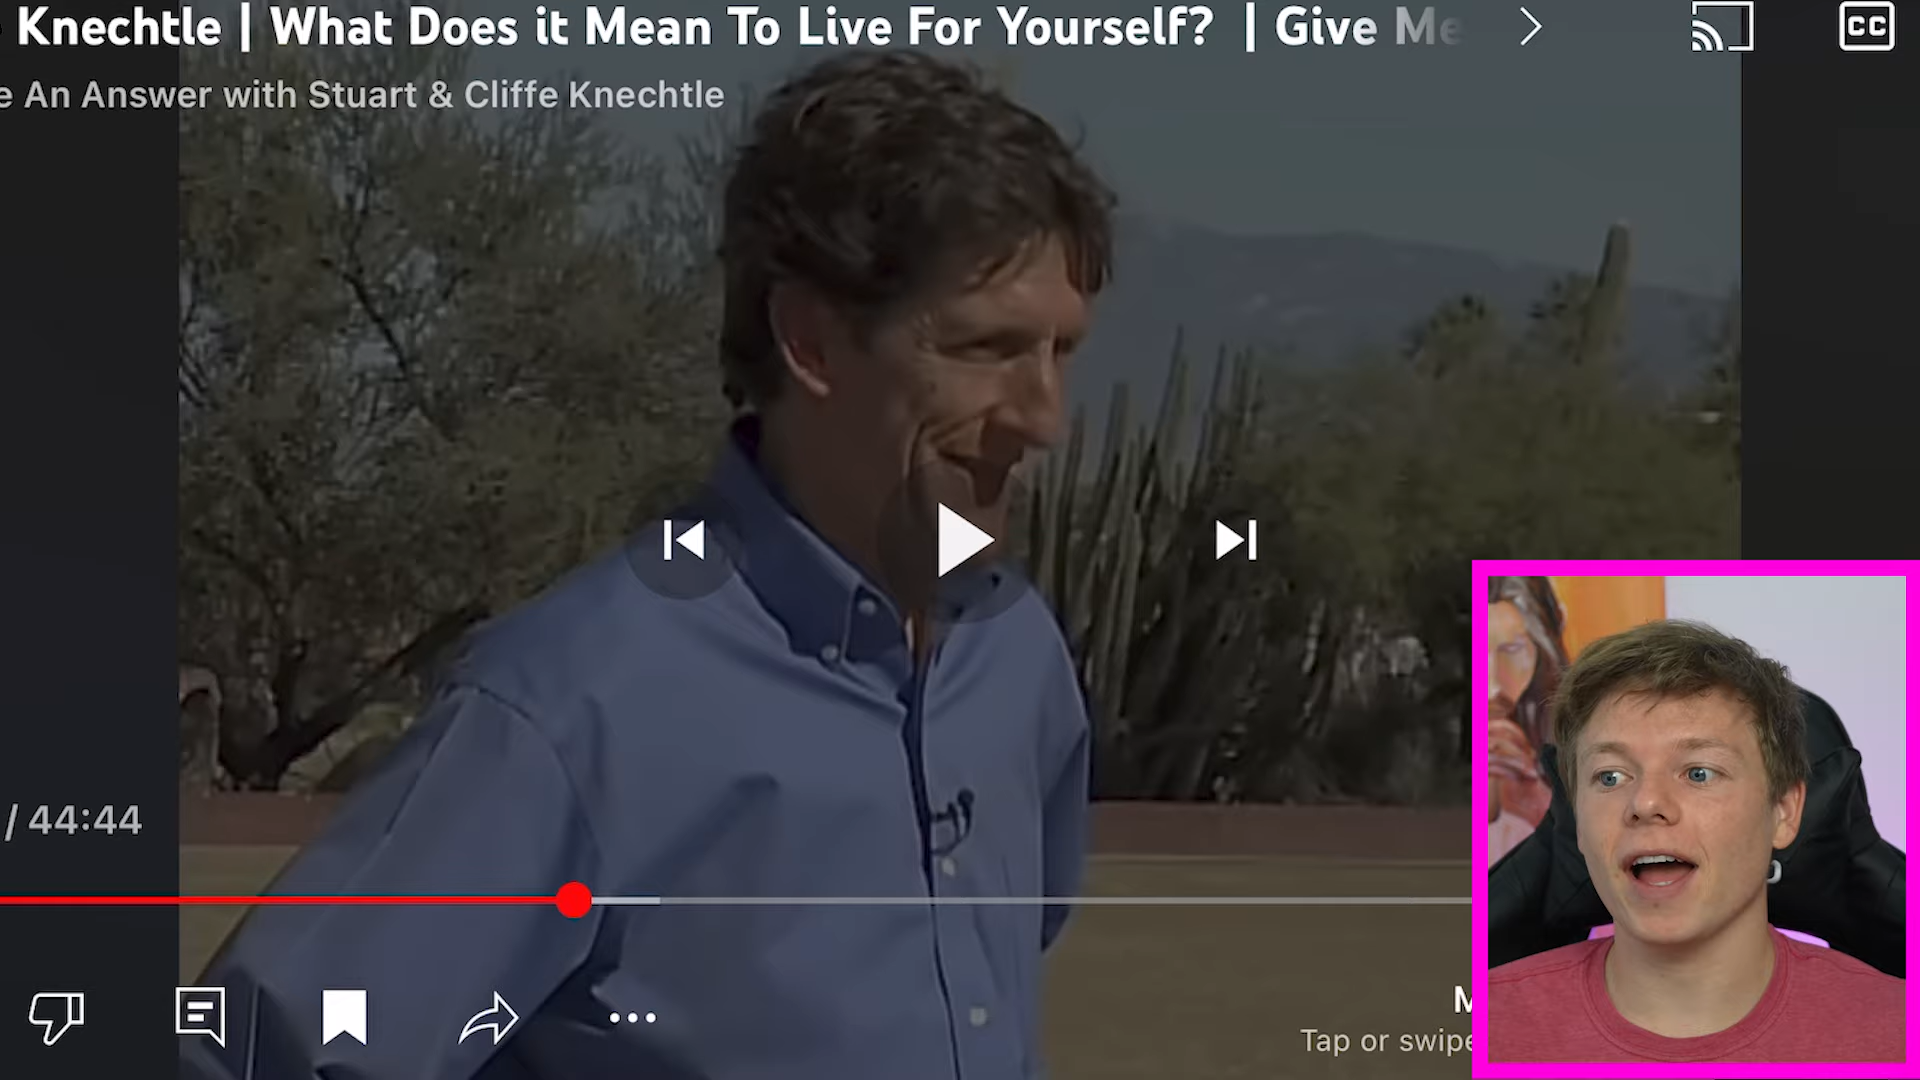 Knechtle | What Does it Mean To Live For Yourself? | Give Me
CC
e An Answer with Stuart & Cliffe Knechtle
/ 44:44
M
Tap or swipe